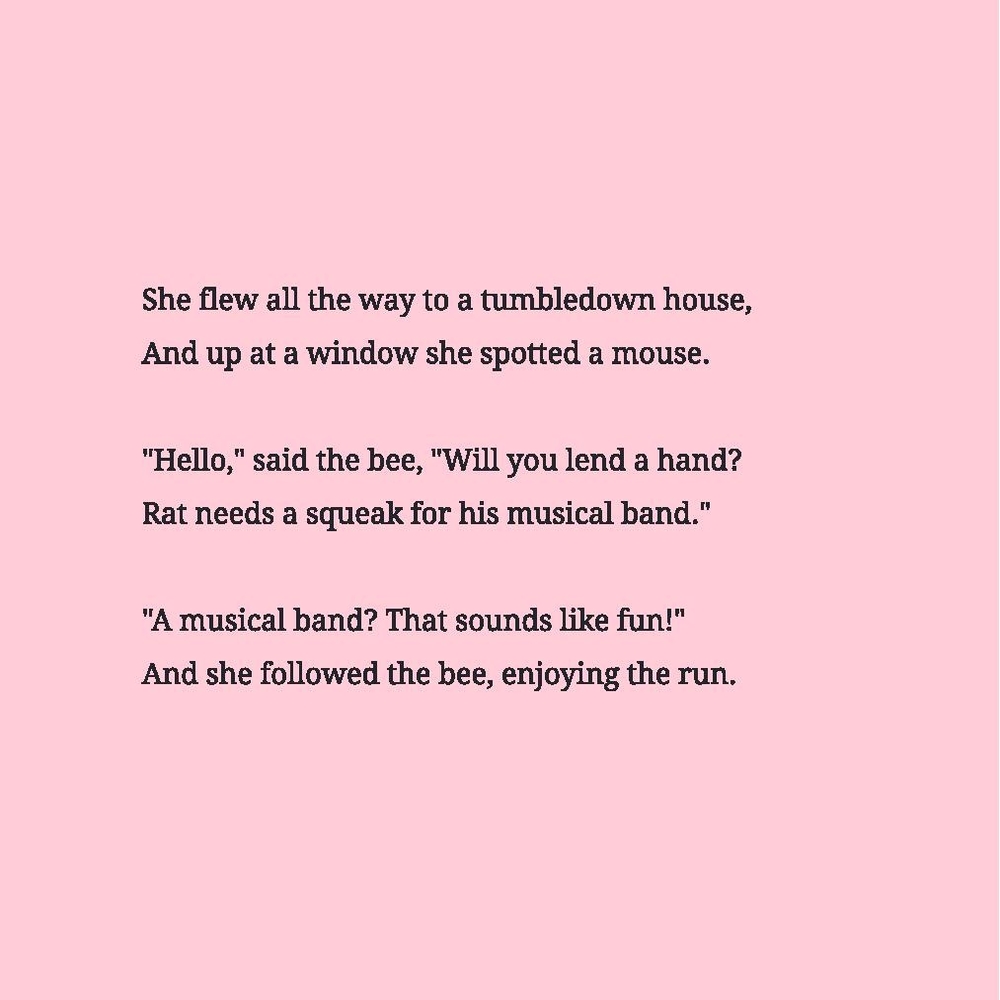 She flew all the way to a tumbledown house,
And up at a window she spotted a mouse.
"Hello," said the bee, "Will you lend a hand?
Rat needs a squeak for his musical band."
"A musical band? That sounds like fun!"
And she followed the bee, enjoying the run.